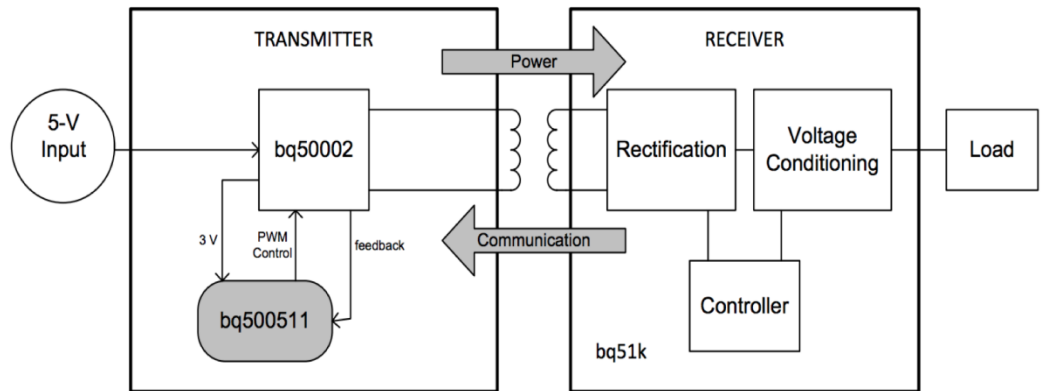 TRANSMITTER
RECEIVER
Power
5-V
Input
bq50002
Rectification
Voltage
Conditioning
Load
3 V
PWM
Control
feedback
Communication
bq500511
Controller
bq51k